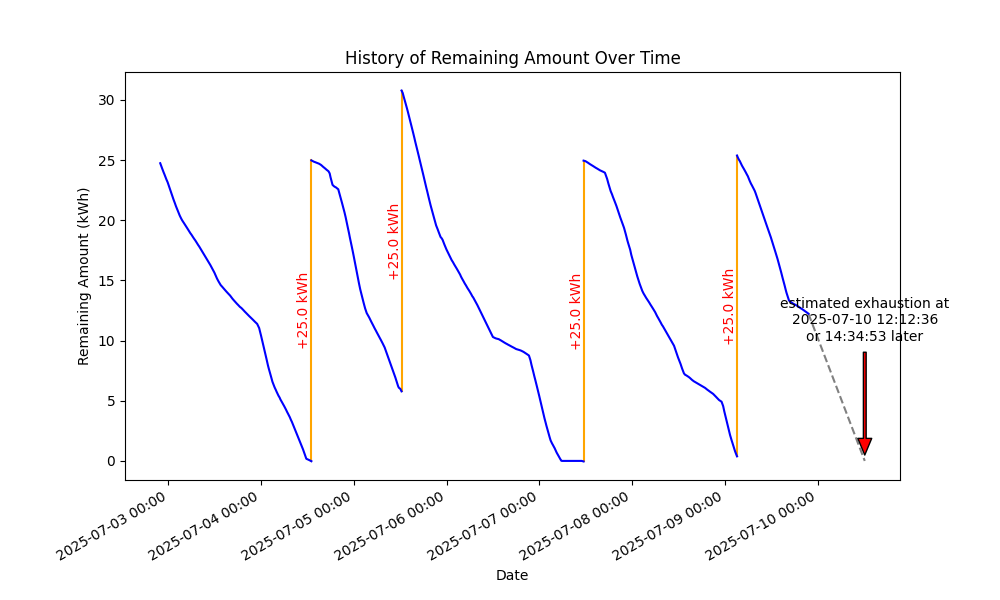 History of Remaining Amount Over Time
Remaining Amount (kWh)
30
25
20
15
10
5
0
+25.0 kWh
+25.0 kWh
+25.0 kWh
+25.0 kWh
estimated exhaustion at
2025-07-10 12:12:36
or 14:34:53 later
2025-07-03 00:00
2025-07-04 00:00
2025-07-05 00:00
2025-07-06 00:00
2025-07-07 00:00
2025-07-08 00:00
2025-07-09 00:00
2025-07-10 00:00
Date